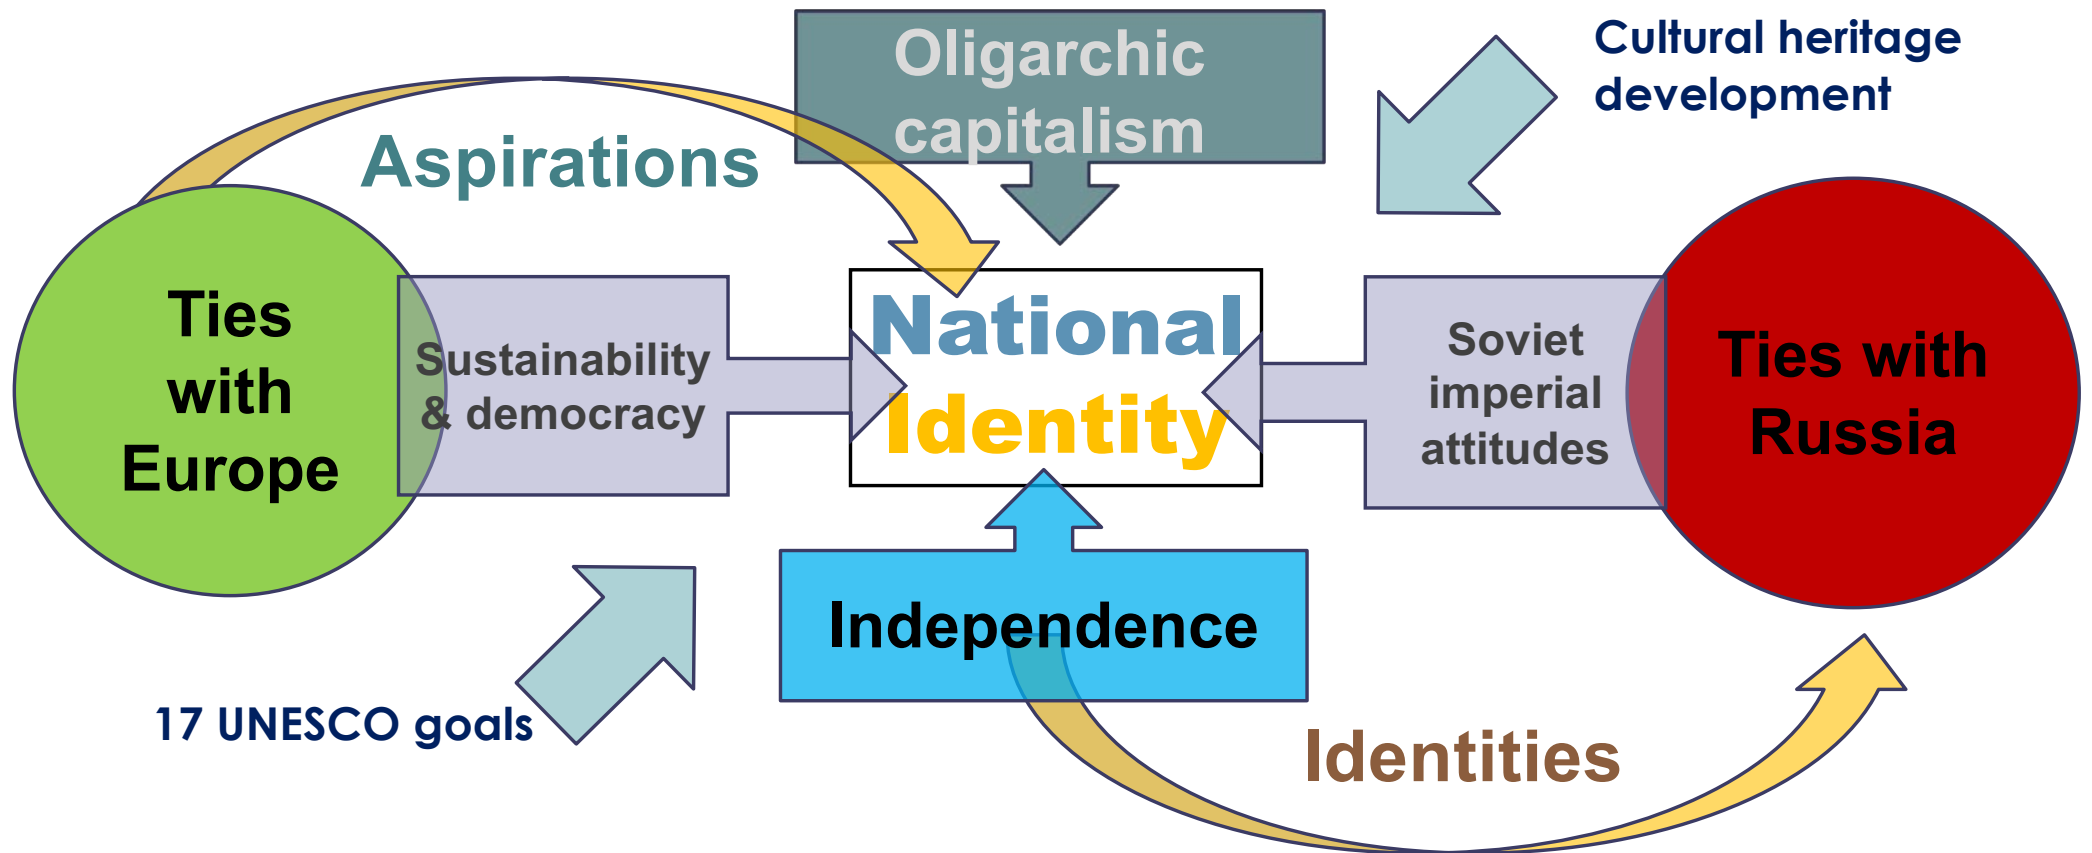 Oligarchic
capitalism
Cultural heritage
development
Aspirations
Ties
with
Europe
Sustainability
& democracy
National
Identity
Soviet
imperial
attitudes
Ties with
Russia
Independence
17 UNESCO goals
Identities